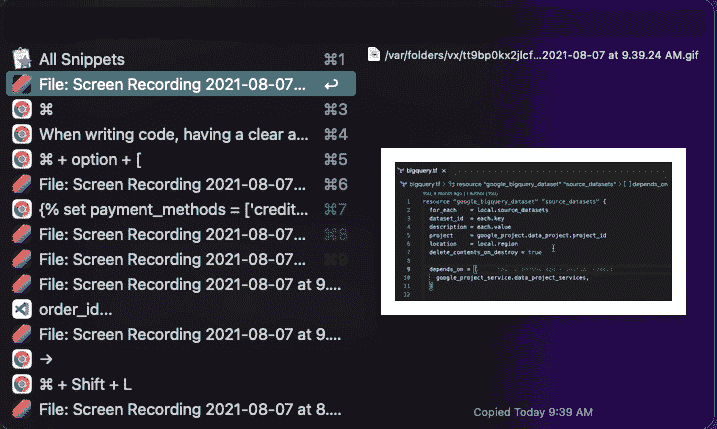 All Snippets ⌘1
File: Screen Recording 2021-08-07... ↩
⌘ ⌘3
When writing code, having a clear a... ⌘4
⌘ + option + [ ⌘5
File: Screen Recording 2021-08-07... ⌘6
{% set payment_methods = ['credit... ⌘7
File: Screen Recording 2021-08-07... ⌘8
File: Screen Recording 2021-08-07... ⌘9
File: Screen Recording 2021-08-07 at 9....
order_id...
File: Screen Recording 2021-08-07 at 9....
→
⌘ + Shift + L
File: Screen Recording 2021-08-07 at 8....
/var/folders/vx/tt9bp0kx2jlcf...2021-08-07 at 9.39.24 AM.gif
bigquery.tf ×
bigquery.tf > resource "google_bigquery_dataset" "source_datasets" > [ ] depends_on
1 resource "google_bigquery_dataset" "source_datasets" {
2 for_each = local.source_datasets
3 dataset_id = each.key
4 description = each.value
5 project = google_project.data_project.project_id
6 location = local.region
7 delete_contents_on_destroy = true
8
9 depends_on = [
10 google_project_service.data_project_services,
11 ]
12
Copied Today 9:39 AM